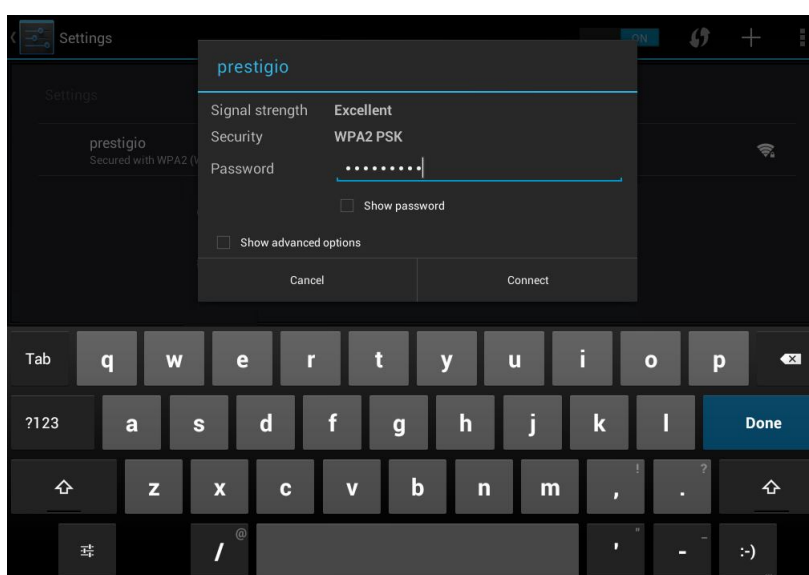 Settings
ON
prestigio
Settings
Signal strength Excellent
prestigio
Security WPA2 PSK
Secured with WPA2 (W
Password •••••••••
Show password
Show advanced options
Cancel Connect
Tab q w e r t y u i o p
?123 a s d f g h j k l Done
z x c v b n m , ! . ?
/ @ ' " - _ :-)